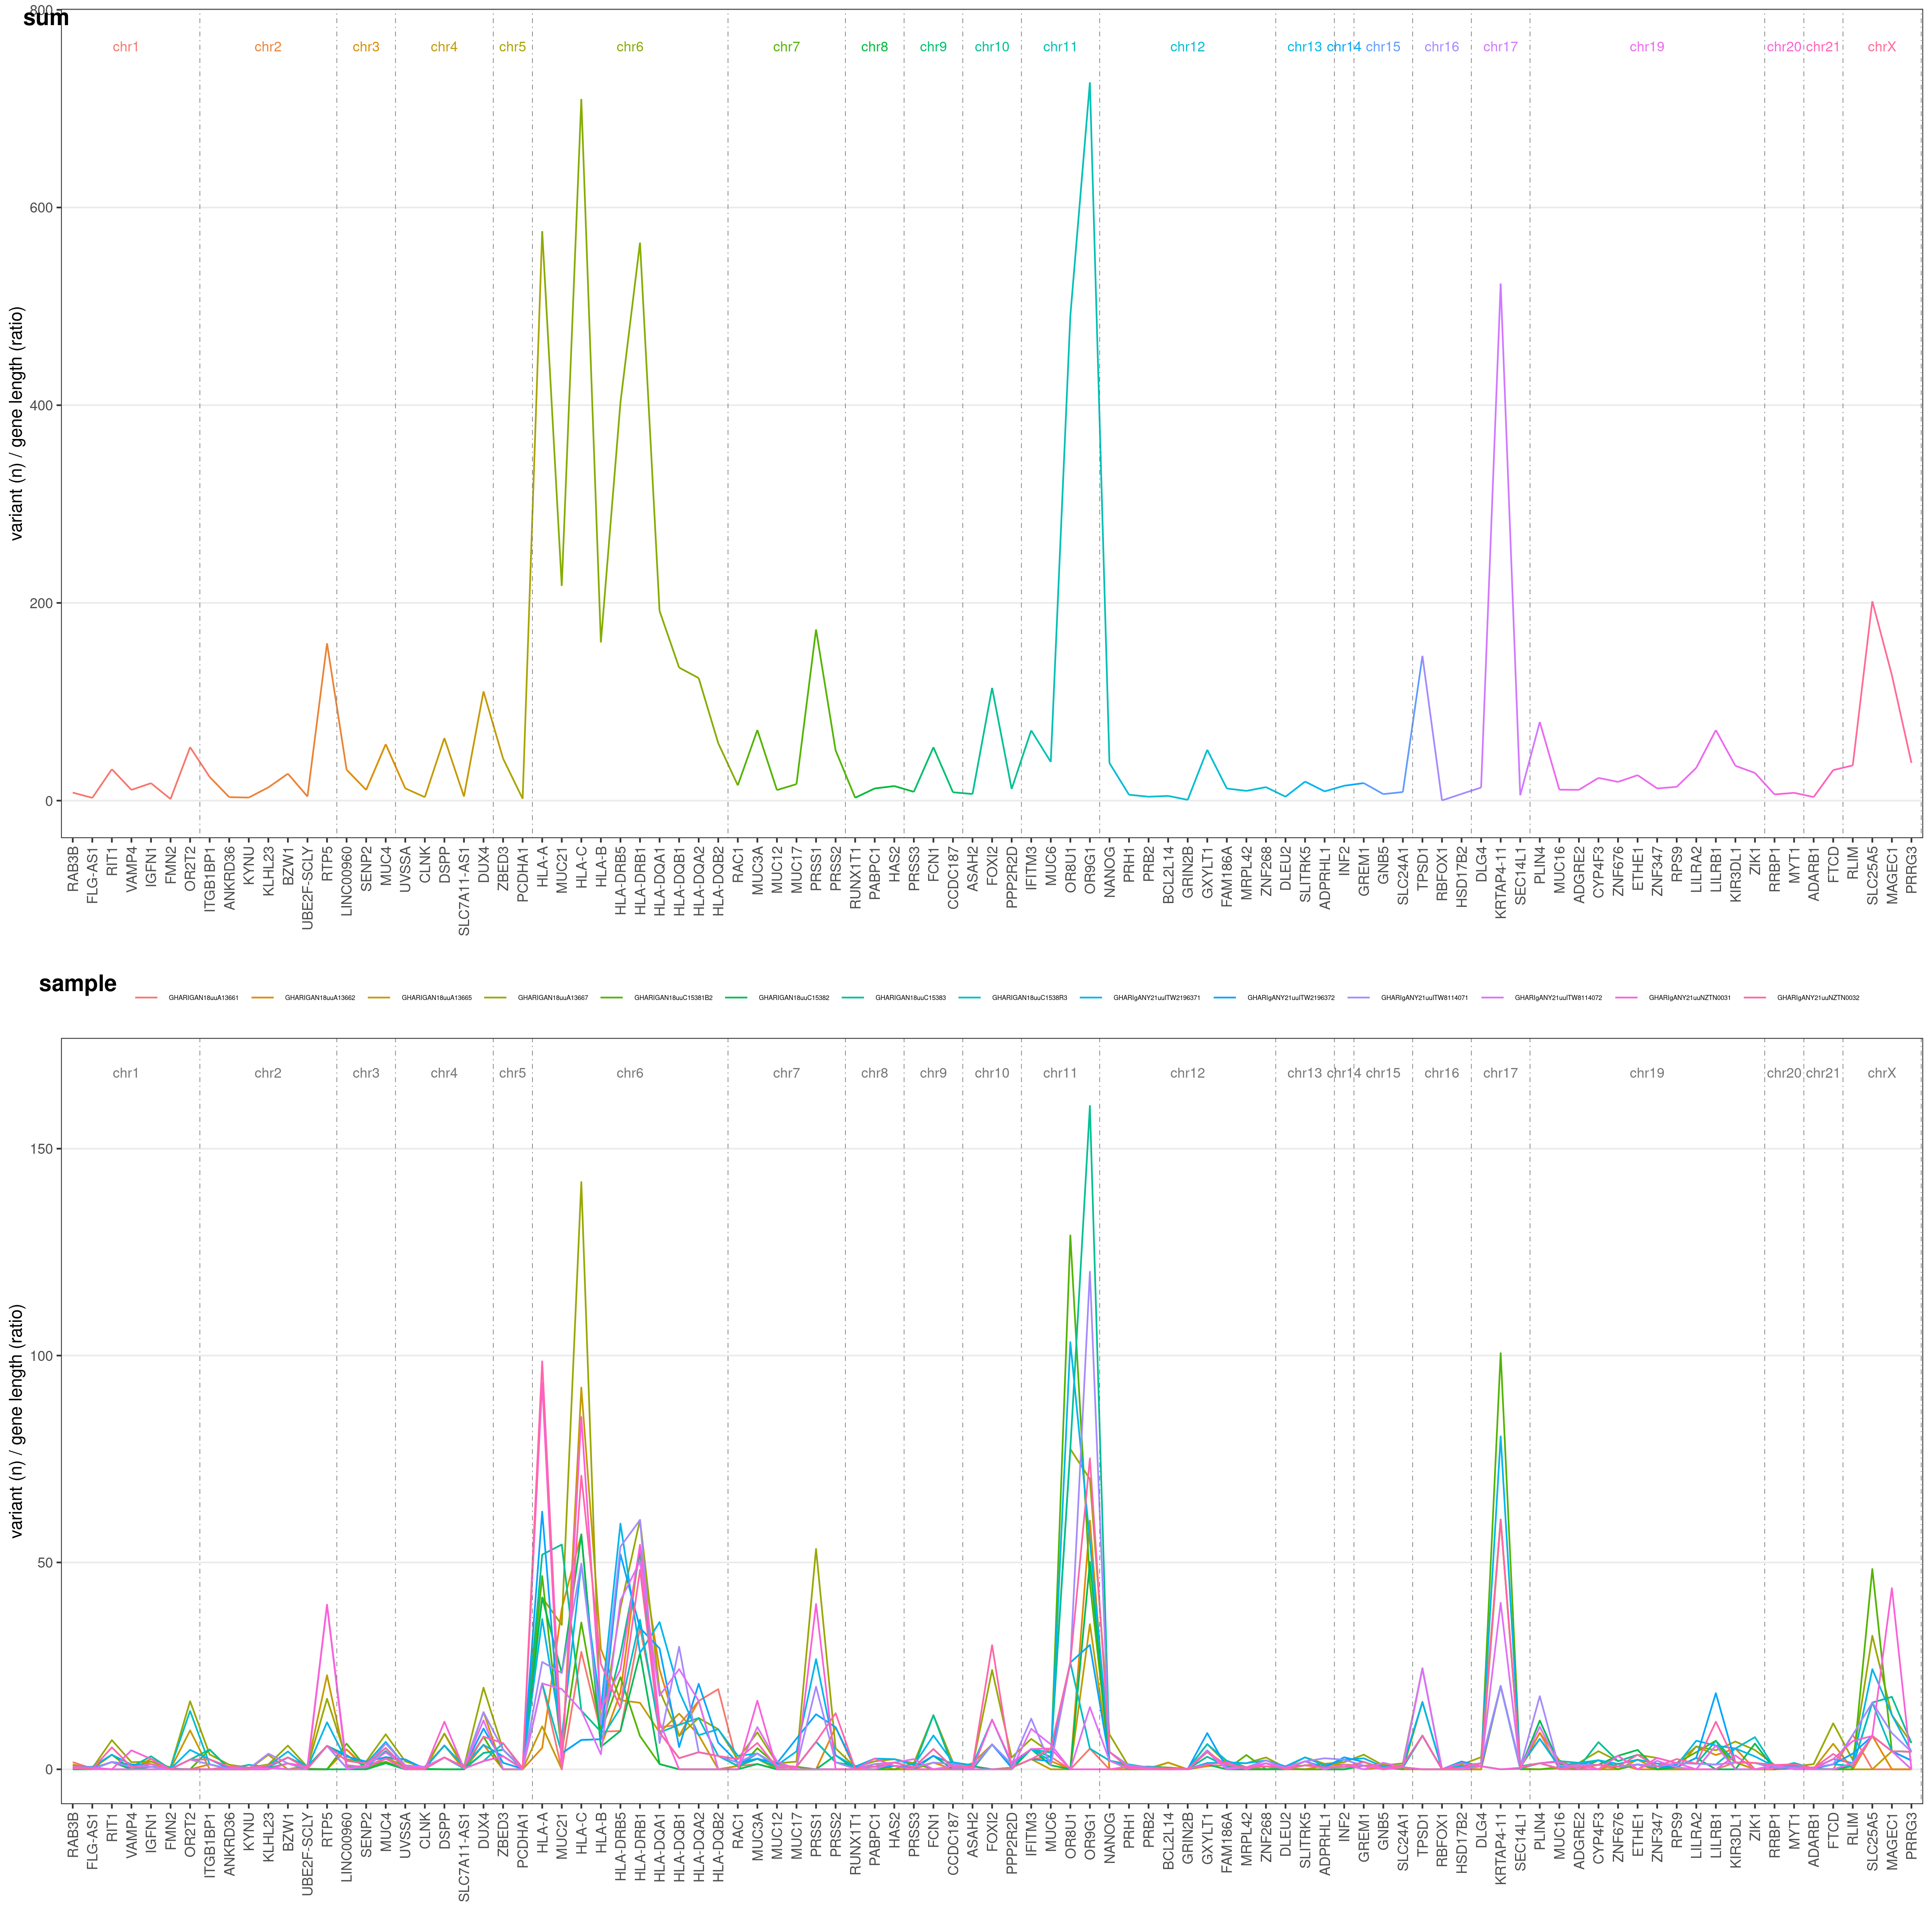 sum
800
chr1 chr2 chr3 chr4 chr5 chr6 chr7 chr8 chr9 chr10 chr11 chr12 chr13 chr14 chr15 chr16 chr17 chr19 chr20 chr21 chrX
600
400
200
0
variant (n) / gene length (ratio)
RAB3B FLG-AS1 RIT1 VAMP4 IGFN1 FMN2 OR2T2 ITGB1BP1 ANKRD36 KYNU KLHL23 BZW1 UBE2F-SCLY RTP5 LINC00960 SENP2 MUC4 UVSSA CLNK DSPP SLC7A11-AS1 DUX4 ZBED3 PCDHA1 HLA-A MUC21 HLA-C HLA-B HLA-DRB5 HLA-DRB1 HLA-DQA1 HLA-DQB1 HLA-DQA2 HLA-DQB2 RAC1 MUC3A MUC12 MUC17 PRSS1 PRSS2 RUNX1T1 PABPC1 HAS2 PRSS3 FCN1 CCDC187 ASAH2 FOXI2 PPP2R2D IFITM3 MUC6 OR8U1 OR9G1 NANOG PRH1 PRB2 BCL2L14 GRIN2B GXYLT1 FAM186A MRPL42 ZNF268 DLEU2 SLITRK5 ADPRHL1 INF2 GREM1 GNB5 SLC24A1 TPSD1 RBFOX1 HSD17B2 DLG4 KRTAP4-11 SEC14L1 PLIN4 MUC16 ADGRE2 CYP4F3 ZNF676 ETHE1 ZNF347 RPS9 LILRA2 LILRB1 KIR3DL1 ZIK1 RRBP1 MYT1 ADARB1 FTCD RLIM SLC25A5 MAGEC1 PRRG3
sample
GHARIGAN18uuA13661 GHARIGAN18uuA13662 GHARIGAN18uuA13665 GHARIGAN18uuA13667 GHARIGAN18uuC15381B2 GHARIGAN18uuC15382 GHARIGAN18uuC15383 GHARIGAN18uuC1538R3 GHARIgANY21uuITW2196371 GHARIgANY21uuITW2196372 GHARIgANY21uuITW8114071 GHARIgANY21uuITW8114072 GHARIgANY21uuNZTN0031 GHARIgANY21uuNZTN0032
chr1 chr2 chr3 chr4 chr5 chr6 chr7 chr8 chr9 chr10 chr11 chr12 chr13 chr14 chr15 chr16 chr17 chr19 chr20 chr21 chrX
150
100
50
0
variant (n) / gene length (ratio)
RAB3B FLG-AS1 RIT1 VAMP4 IGFN1 FMN2 OR2T2 ITGB1BP1 ANKRD36 KYNU KLHL23 BZW1 UBE2F-SCLY RTP5 LINC00960 SENP2 MUC4 UVSSA CLNK DSPP SLC7A11-AS1 DUX4 ZBED3 PCDHA1 HLA-A MUC21 HLA-C HLA-B HLA-DRB5 HLA-DRB1 HLA-DQA1 HLA-DQB1 HLA-DQA2 HLA-DQB2 RAC1 MUC3A MUC12 MUC17 PRSS1 PRSS2 RUNX1T1 PABPC1 HAS2 PRSS3 FCN1 CCDC187 ASAH2 FOXI2 PPP2R2D IFITM3 MUC6 OR8U1 OR9G1 NANOG PRH1 PRB2 BCL2L14 GRIN2B GXYLT1 FAM186A MRPL42 ZNF268 DLEU2 SLITRK5 ADPRHL1 INF2 GREM1 GNB5 SLC24A1 TPSD1 RBFOX1 HSD17B2 DLG4 KRTAP4-11 SEC14L1 PLIN4 MUC16 ADGRE2 CYP4F3 ZNF676 ETHE1 ZNF347 RPS9 LILRA2 LILRB1 KIR3DL1 ZIK1 RRBP1 MYT1 ADARB1 FTCD RLIM SLC25A5 MAGEC1 PRRG3